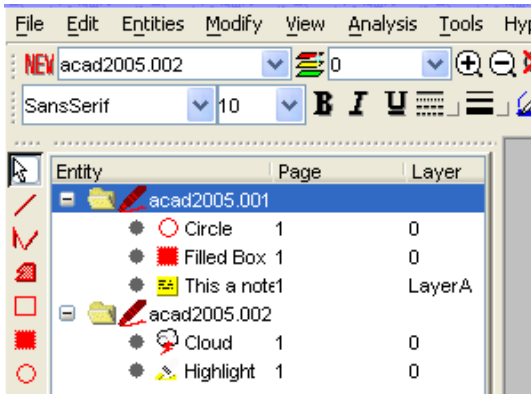 File Edit Entities Modify View Analysis Tools Hy
NEW acad2005.002 0
SansSerif 10 B I U
Entity Page Layer
acad2005.001
Circle 1 0
Filled Box 1 0
This a note 1 LayerA
acad2005.002
Cloud 1 0
Highlight 1 0